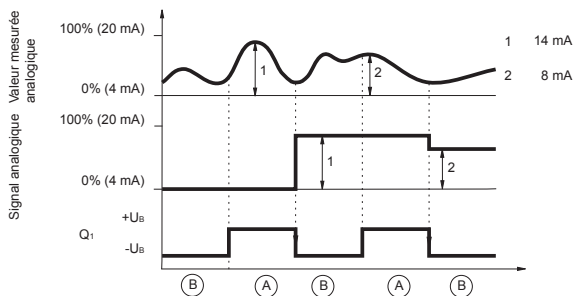 Valeur mesurée
analogique
100% (20 mA)
0% (4 mA)
1
2
1 14 mA
2 8 mA
Signal analogique
100% (20 mA)
0% (4 mA)
1
2
Q1
+UB
-UB
B A B A B